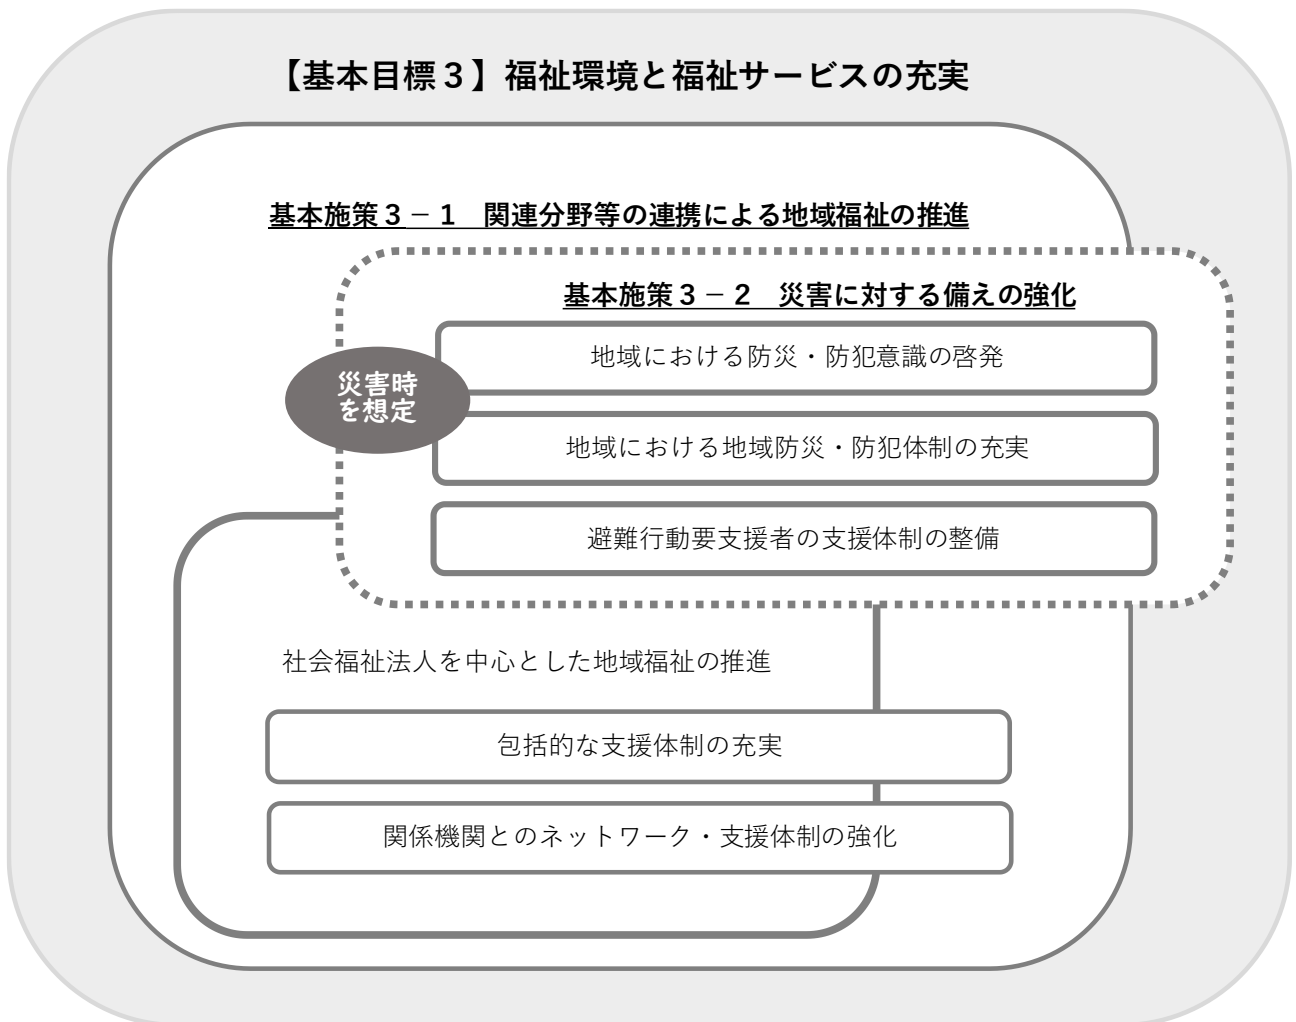 【基本目標３】福祉環境と福祉サービスの充実
基本施策３－１　関連分野等の連携による地域福祉の推進
基本施策３－２　災害に対する備えの強化
地域における防災・防犯意識の啓発
災害時
を想定
地域における地域防災・防犯体制の充実
避難行動要支援者の支援体制の整備
社会福祉法人を中心とした地域福祉の推進
包括的な支援体制の充実
関係機関とのネットワーク・支援体制の強化